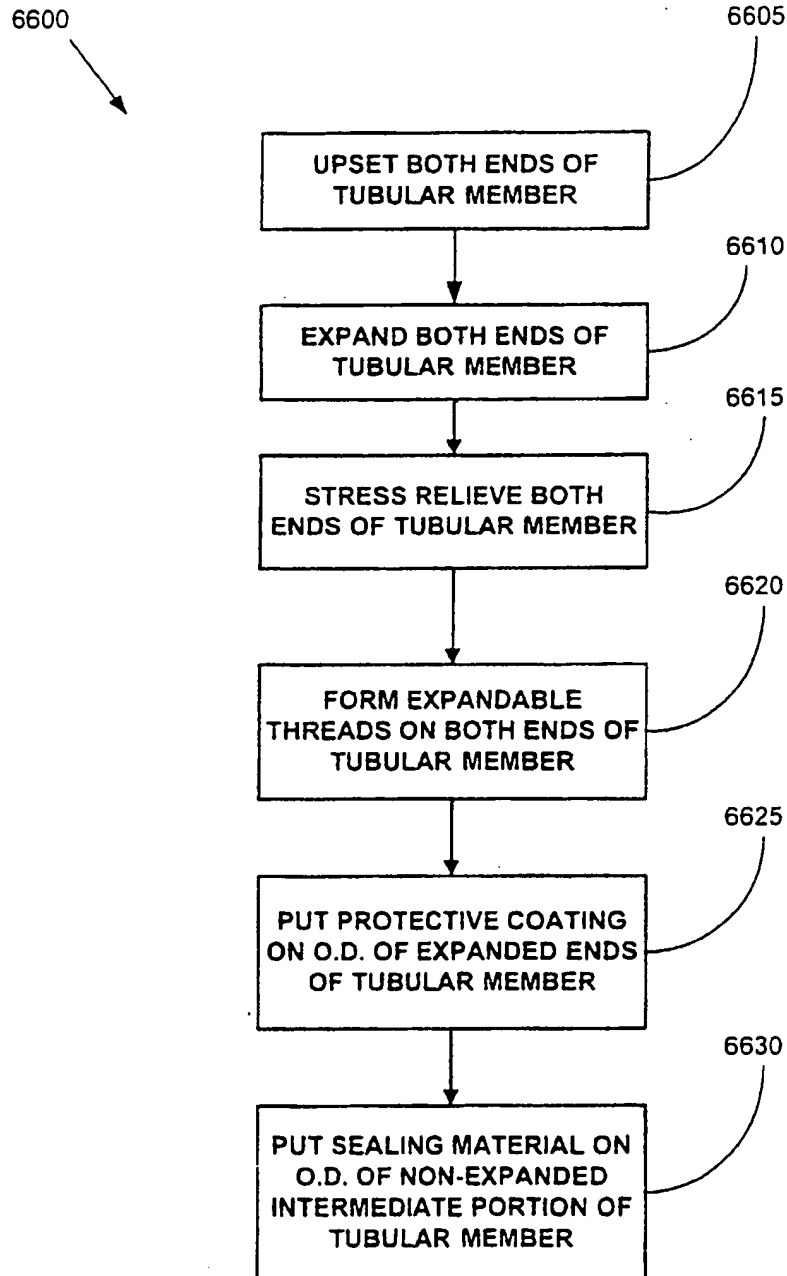 6600
6605
UPSET BOTH ENDS OF
TUBULAR MEMBER
6610
EXPAND BOTH ENDS OF
TUBULAR MEMBER
6615
STRESS RELIEVE BOTH
ENDS OF TUBULAR MEMBER
6620
FORM EXPANDABLE
THREADS ON BOTH ENDS OF
TUBULAR MEMBER
6625
PUT PROTECTIVE COATING
ON O.D. OF EXPANDED ENDS
OF TUBULAR MEMBER
6630
PUT SEALING MATERIAL ON
O.D. OF NON-EXPANDED
INTERMEDIATE PORTION OF
TUBULAR MEMBER